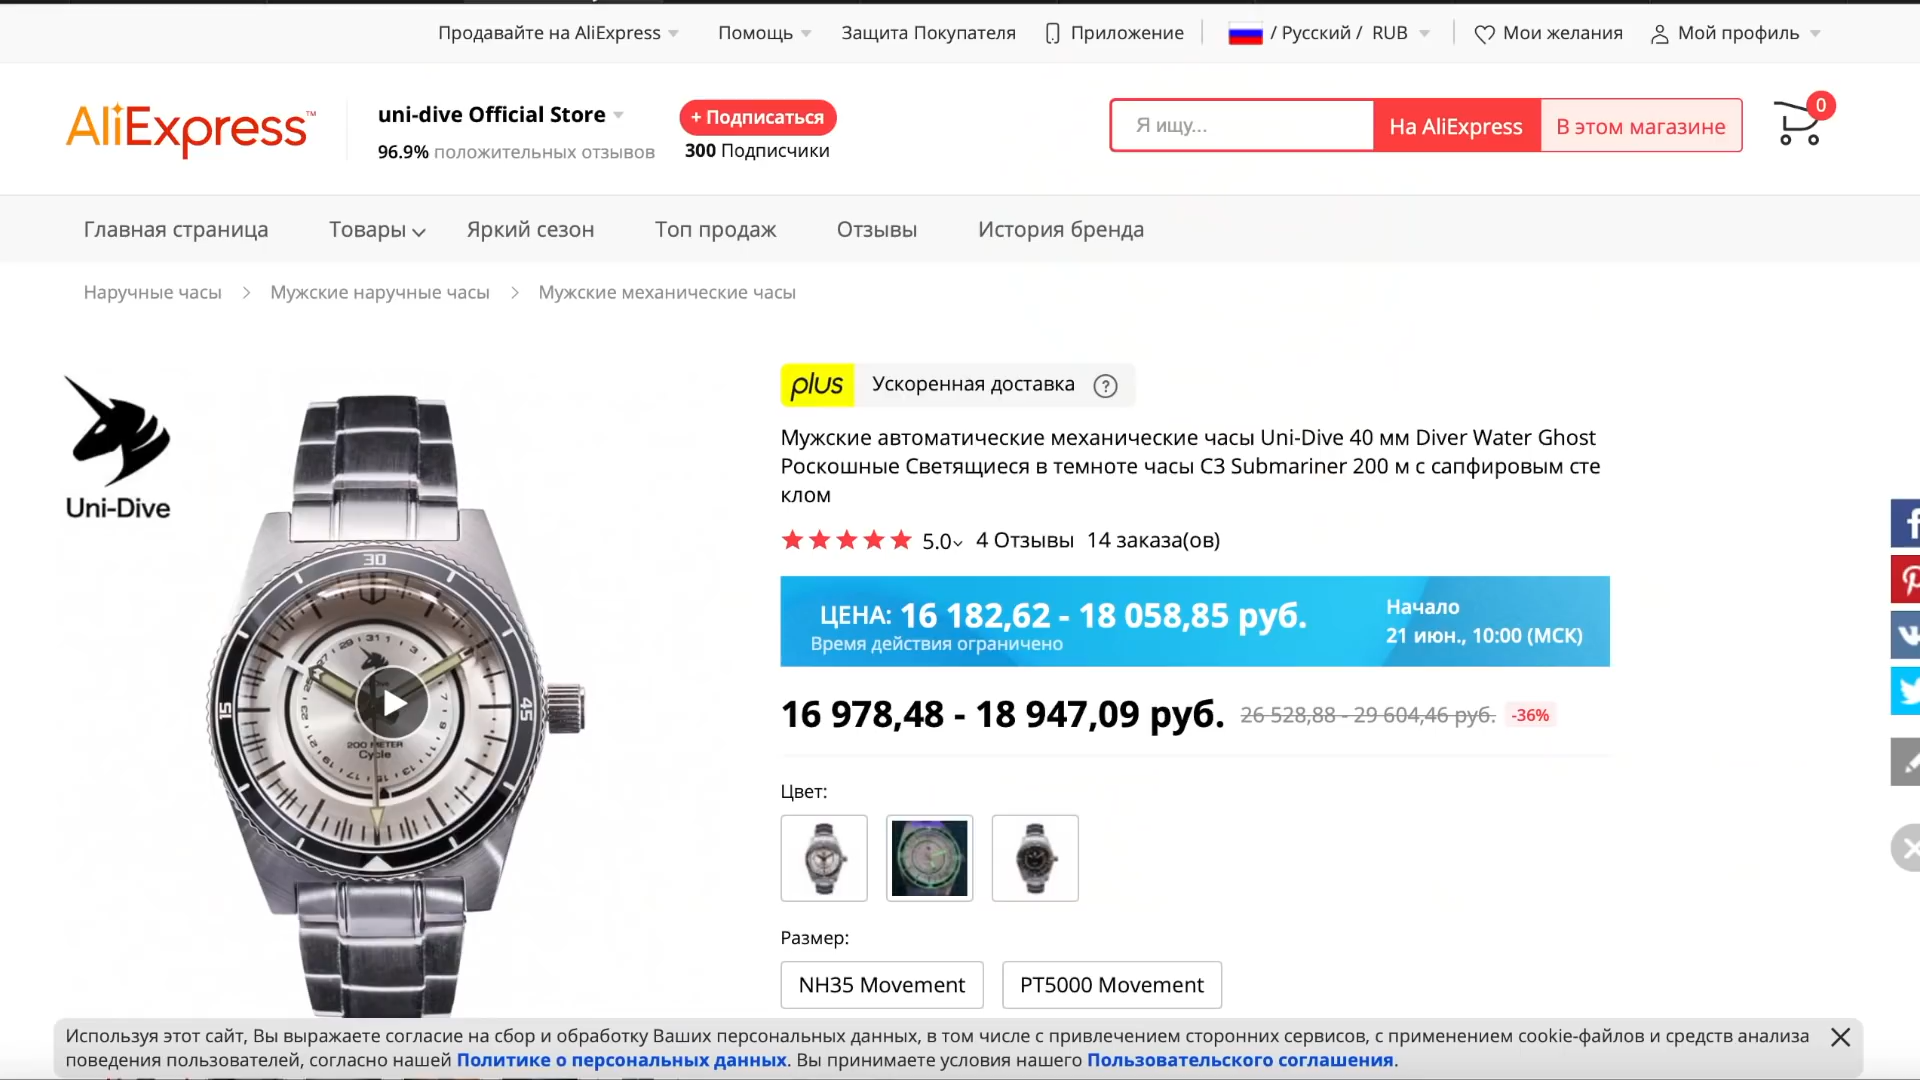 Продавайте на AliExpress
Помощь
Защита Покупателя
Приложение
/ Русский / RUB
Мои желания
Мой профиль
AliExpress™
uni-dive Official Store
96.9% положительных отзывов
+ Подписаться
300 Подписчики
Я ищу...
На AliExpress
В этом магазине
0
Главная страница
Товары
Яркий сезон
Топ продаж
Отзывы
История бренда
Наручные часы > Мужские наручные часы > Мужские механические часы
Uni-Dive
30
15
45
200 METER
Cycle
plus
Ускоренная доставка ?
Мужские автоматические механические часы Uni-Dive 40 мм Diver Water Ghost
Роскошные Светящиеся в темноте часы C3 Submariner 200 м с сапфировым сте
клом
5.0 4 Отзывы 14 заказа(ов)
ЦЕНА: 16 182,62 - 18 058,85 руб.
Время действия ограничено
Начало
21 июн., 10:00 (МСК)
16 978,48 - 18 947,09 руб. 26 528,88 - 29 604,46 руб. -36%
Цвет:
Размер:
NH35 Movement
PT5000 Movement
Используя этот сайт, Вы выражаете согласие на сбор и обработку Ваших персональных данных, в том числе с привлечением сторонних сервисов, с применением cookie-файлов и средств анализа
поведения пользователей, согласно нашей Политике о персональных данных. Вы принимаете условия нашего Пользовательского соглашения.